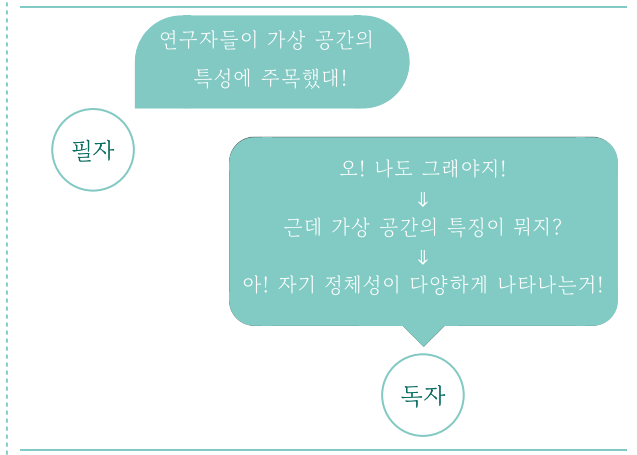 연구자들이 가상 공간의
특성에 주목했대!
필자
오! 나도 그래야지!
⇓
근데 가상 공간의 특징이 뭐지?
⇓
아! 자기 정체성이 다양하게 나타나는거!
독자